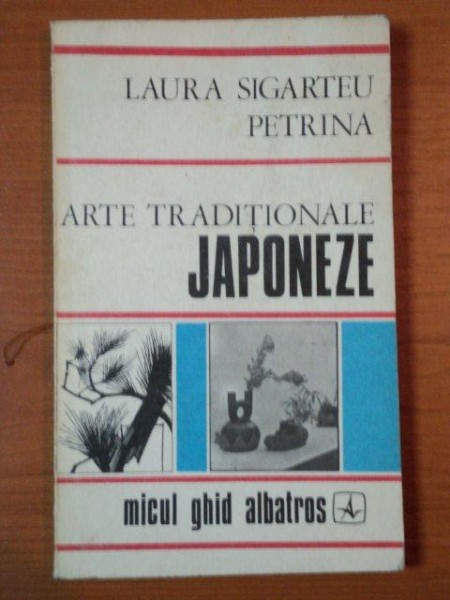 LAURA SIGARTEU
PETRINA
ARTE TRADIȚIONALE
JAPONEZE
micul ghid albatros